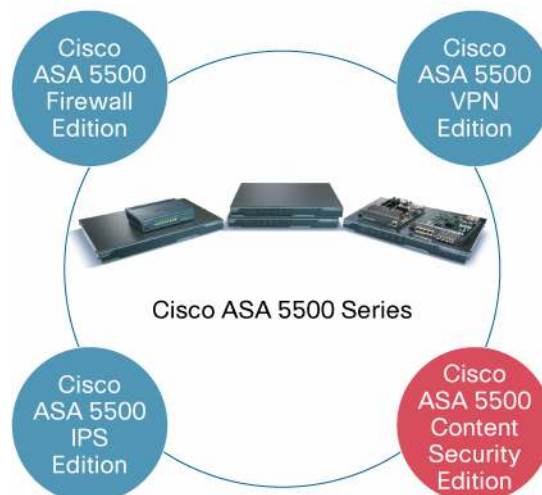 Cisco
ASA 5500
Firewall
Edition
Cisco
ASA 5500
VPN
Edition
Cisco ASA 5500 Series
Cisco
ASA 5500
IPS
Edition
Cisco
ASA 5500
Content
Security
Edition